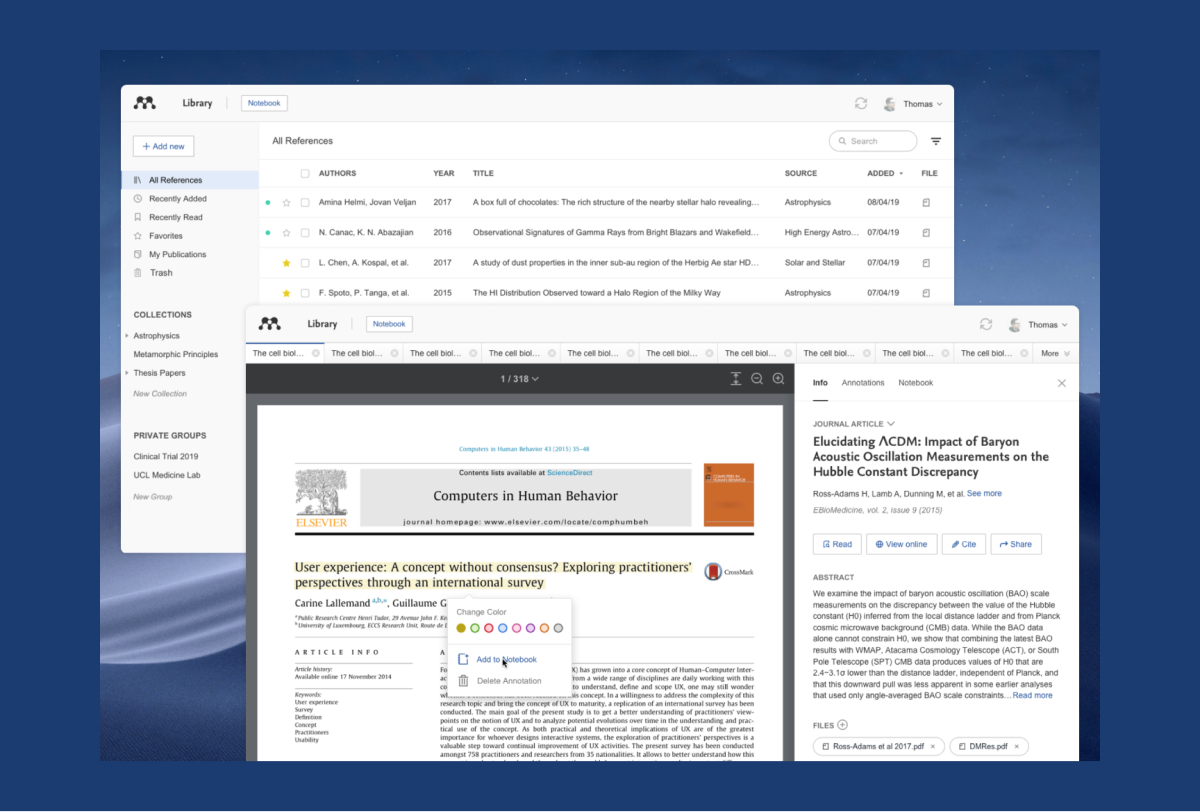 Library
Notebook
Thomas
+ Add new
All References
Search
All References
Recently Added
Recently Read
Favorites
My Publications
Trash
COLLECTIONS
Astrophysics
Metamorphic Principles
Thesis Papers
New Collection
PRIVATE GROUPS
Clinical Trial 2019
UCL Medicine Lab
New Group
AUTHORS YEAR TITLE SOURCE ADDED FILE
Amina Helmi, Jovan Veljan 2017 A box full of chocolates: The rich structure of the nearby stellar halo revealing... Astrophysics 08/04/19
N. Canac, K. N. Abazajian 2016 Observational Signatures of Gamma Rays from Bright Blazars and Wakefield... High Energy Astro... 07/04/19
L. Chen, A. Kospal, et al. 2017 A study of dust properties in the inner sub-au region of the Herbig Ae star HD... Solar and Stellar 07/04/19
F. Spoto, P. Tanga, et al. 2015 The HI Distribution Observed toward a Halo Region of the Milky Way Astrophysics 07/04/19
Library
Notebook
Thomas
The cell biol... The cell biol... The cell biol... The cell biol... The cell biol... The cell biol... The cell biol... The cell biol... The cell biol... The cell biol... More
1 / 318
Computers in Human Behavior 43 (2015) 35–48
Contents lists available at ScienceDirect
Computers in Human Behavior
journal homepage: www.elsevier.com/locate/comphumbeh
ELSEVIER
COMPUTERS IN
HUMAN BEHAVIOR
User experience: A concept without consensus? Exploring practitioners'
perspectives through an international survey
CrossMark
Carine Lallemand a,b,*, Guillaume G
a Public Research Centre Henri Tudor, 29 Avenue John F. Ke
b University of Luxembourg, ECCS Research Unit, Route de
Change Color
Add to Notebook
Delete Annotation
ARTICLE INFO
Article history:
Available online 17 November 2014
Keywords:
User experience
Survey
Definition
Concept
Practitioners
Usability
A
X) has grown into a core concept of Human–Computer Inter-
rom a wide range of disciplines are daily working with this
to understand, define and scope UX, one may still wonder
this concept. In a willingness to address the complexity of this
research topic and bring the concept of UX to maturity, a replication of an international survey has been
conducted. The main goal of the present study is to get a better understanding of practitioners' view-
points on the notion of UX and to analyze potential evolutions over time in the understanding and prac-
tical use of the concept. As both practical and theoretical implications of UX are of the greatest
importance for whoever designs interactive systems, the exploration of practitioners' perspectives is a
valuable step toward continual improvement of UX activities. The present survey has been conducted
amongst 758 practitioners and researchers from 35 nationalities. It allows to better understand how this
Info Annotations Notebook
JOURNAL ARTICLE
Elucidating ΛCDM: Impact of Baryon
Acoustic Oscillation Measurements on the
Hubble Constant Discrepancy
Ross-Adams H, Lamb A, Dunning M, et al. See more
EBioMedicine, vol. 2, issue 9 (2015)
Read View online Cite Share
ABSTRACT
We examine the impact of baryon acoustic oscillation (BAO) scale
measurements on the discrepancy between the value of the Hubble
constant (H0) inferred from the local distance ladder and from Planck
cosmic microwave background (CMB) data. While the BAO data
alone cannot constrain H0, we show that combining the latest BAO
results with WMAP, Atacama Cosmology Telescope (ACT), or South
Pole Telescope (SPT) CMB data produces values of H0 that are
2.4–3.1σ lower than the distance ladder, independent of Planck, and
that this downward pull was less apparent in some earlier analyses
that used only angle-averaged BAO scale constraints... Read more
FILES
Ross-Adams et al 2017.pdf ×
DMRes.pdf ×